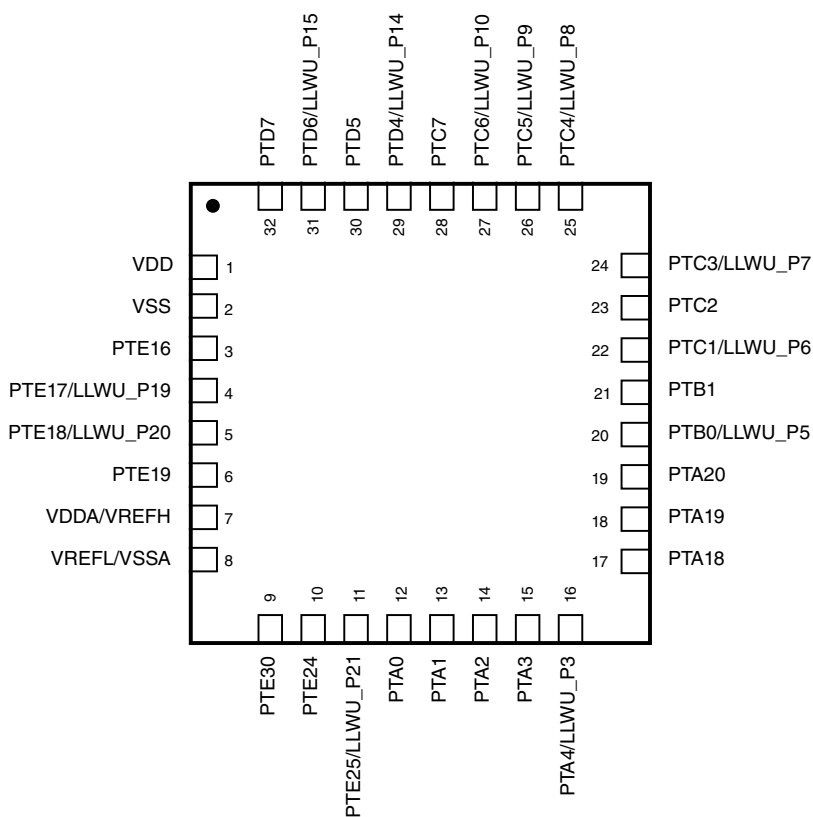 PTD7
PTD6/LLWU_P15
PTD5
PTD4/LLWU_P14
PTC7
PTC6/LLWU_P10
PTC5/LLWU_P9
PTC4/LLWU_P8
32
31
30
29
28
27
26
25
VDD 1
VSS 2
PTE16 3
PTE17/LLWU_P19 4
PTE18/LLWU_P20 5
PTE19 6
VDDA/VREFH 7
VREFL/VSSA 8
24 PTC3/LLWU_P7
23 PTC2
22 PTC1/LLWU_P6
21 PTB1
20 PTB0/LLWU_P5
19 PTA20
18 PTA19
17 PTA18
9
10
11
12
13
14
15
16
PTE30
PTE24
PTE25/LLWU_P21
PTA0
PTA1
PTA2
PTA3
PTA4/LLWU_P3